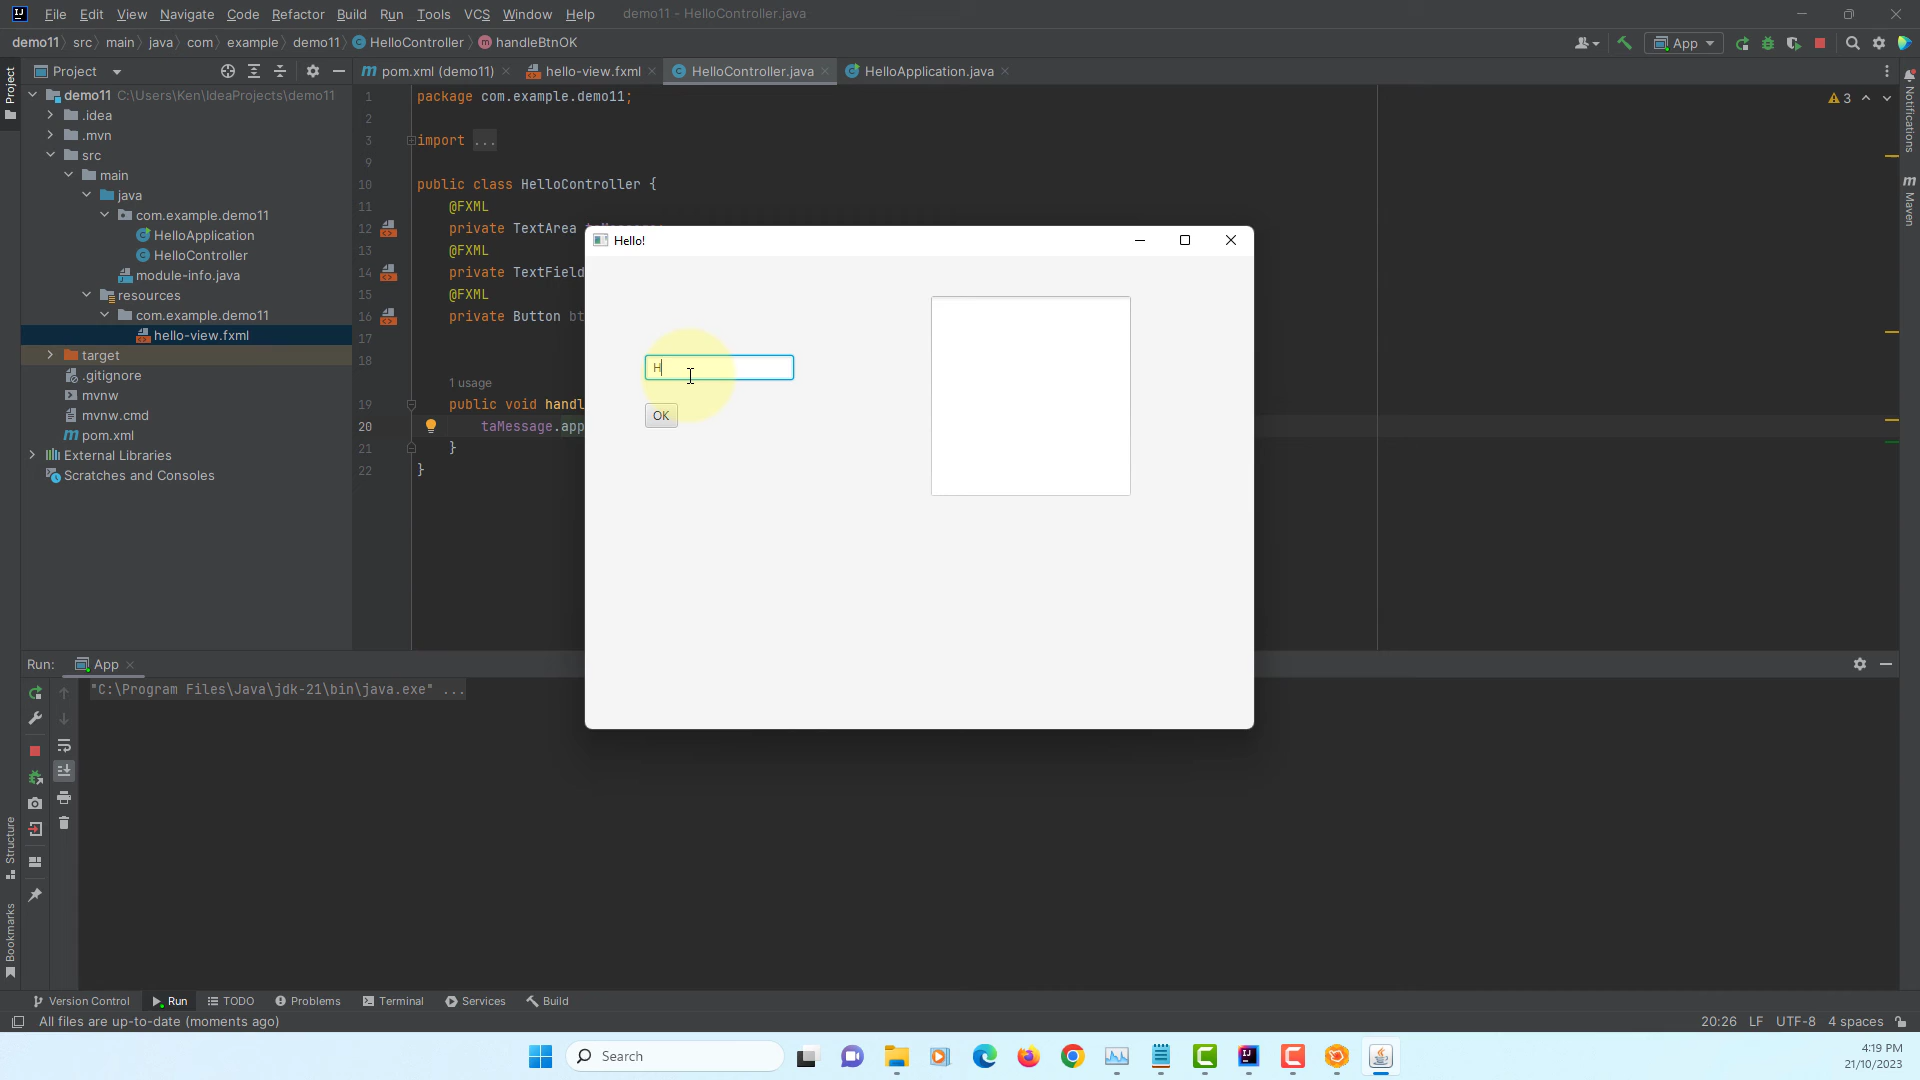 File Edit View Navigate Code Refactor Build Run Tools VCS Window Help demo11 - HelloController.java
demo11 src main java com example demo11 HelloController handleBtnOK App
Project
pom.xml (demo11) hello-view.fxml HelloController.java HelloApplication.java
Project
Notifications
Maven
Structure
Bookmarks
demo11 C:\Users\Ken\IdeaProjects\demo11
.idea
.mvn
src
main
java
com.example.demo11
HelloApplication
HelloController
module-info.java
resources
com.example.demo11
hello-view.fxml
target
.gitignore
mvnw
mvnw.cmd
pom.xml
External Libraries
Scratches and Consoles
3
1 package com.example.demo11;
2
3 import ...
9
10 public class HelloController {
11 @FXML
12 private TextArea
13 @FXML
14 private TextField
15 @FXML
16 private Button bt
17
18
1 usage
19 public void handl
20 taMessage.app
21 }
22 }
Hello!
H
OK
Run: App
"C:\Program Files\Java\jdk-21\bin\java.exe" ...
Version Control Run TODO Problems Terminal Services Build
All files are up-to-date (moments ago) 20:26 LF UTF-8 4 spaces
Search
4:19 PM
21/10/2023